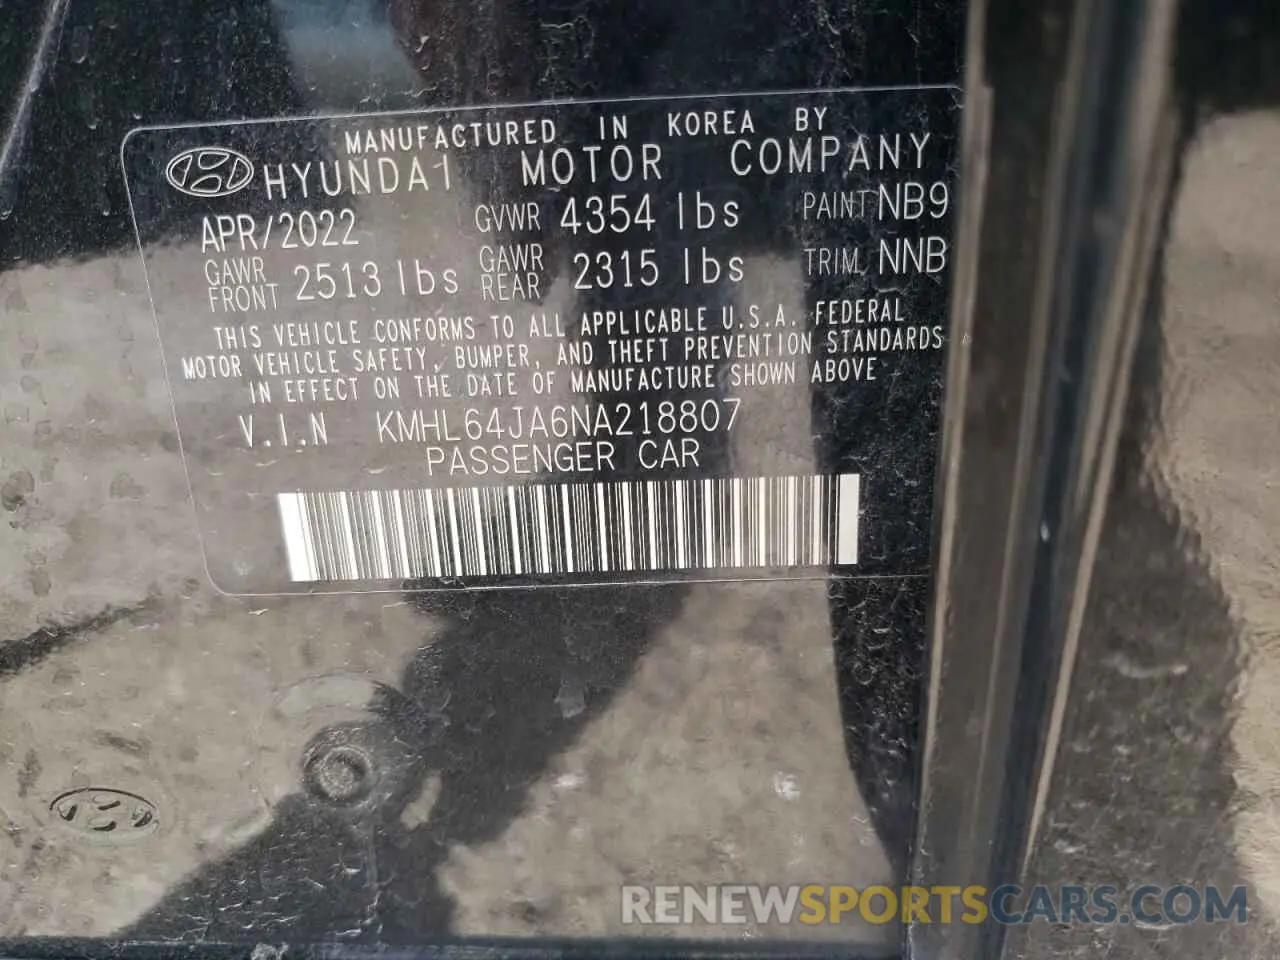 MANUFACTURED IN KOREA BY
HYUNDAI MOTOR COMPANY
APR/2022 GVWR 4354 lbs PAINT NB9
GAWR FRONT 2513 lbs GAWR REAR 2315 lbs TRIM NNB
THIS VEHICLE CONFORMS TO ALL APPLICABLE U.S.A. FEDERAL
MOTOR VEHICLE SAFETY, BUMPER, AND THEFT PREVENTION STANDARDS
IN EFFECT ON THE DATE OF MANUFACTURE SHOWN ABOVE
V.I.N KMHL64JA6NA218807
PASSENGER CAR
RENEWSPORTSCARS.COM